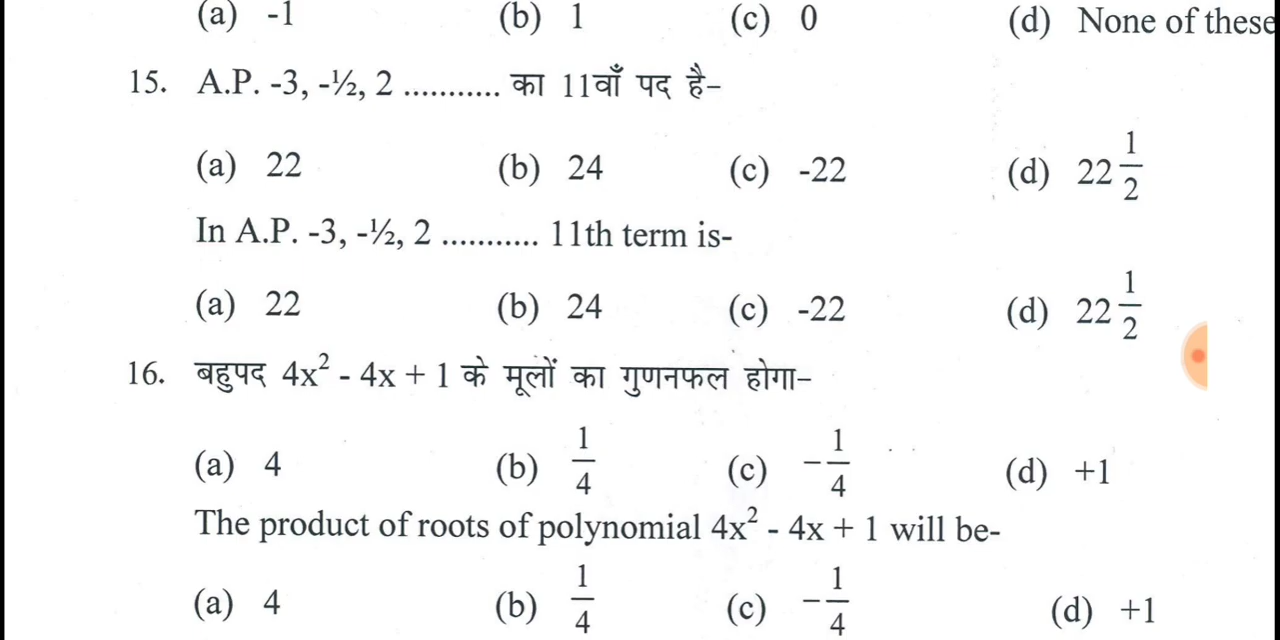 (a) -1 (b) 1 (c) 0 (d) None of these
15. A.P. -3, -½, 2 ........... का 11वाँ पद है-
(a) 22 (b) 24 (c) -22 (d) 22 1/2
In A.P. -3, -½, 2 ........... 11th term is-
(a) 22 (b) 24 (c) -22 (d) 22 1/2
16. बहुपद 4x² - 4x + 1 के मूलों का गुणनफल होगा-
(a) 4 (b) 1/4 (c) -1/4 (d) +1
The product of roots of polynomial 4x² - 4x + 1 will be-
(a) 4 (b) 1/4 (c) -1/4 (d) +1